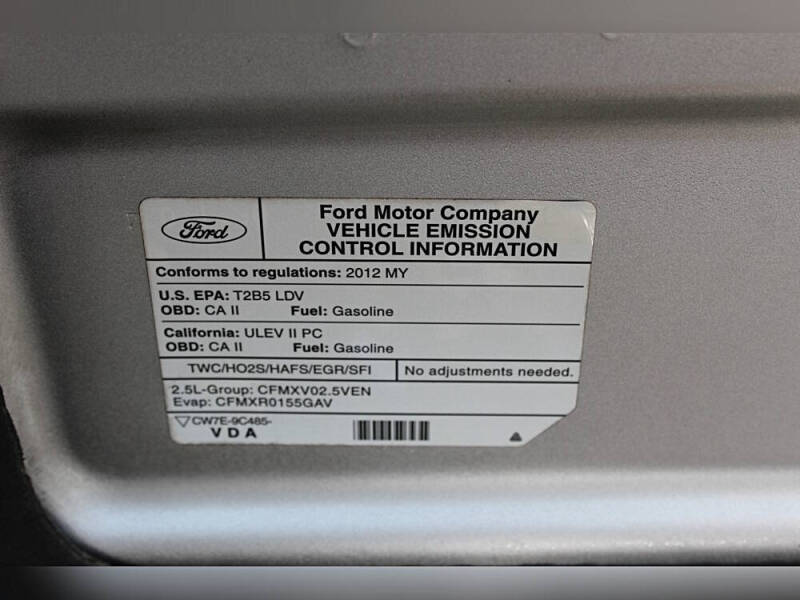 Ford
Ford Motor Company
VEHICLE EMISSION
CONTROL INFORMATION
Conforms to regulations: 2012 MY
U.S. EPA: T2B5 LDV
OBD: CA II Fuel: Gasoline
California: ULEV II PC
OBD: CA II Fuel: Gasoline
TWC/HO2S/HAFS/EGR/SFI No adjustments needed.
2.5L-Group: CFMXV02.5VEN
Evap: CFMXR0155GAV
CW7E-9C485-
VDA